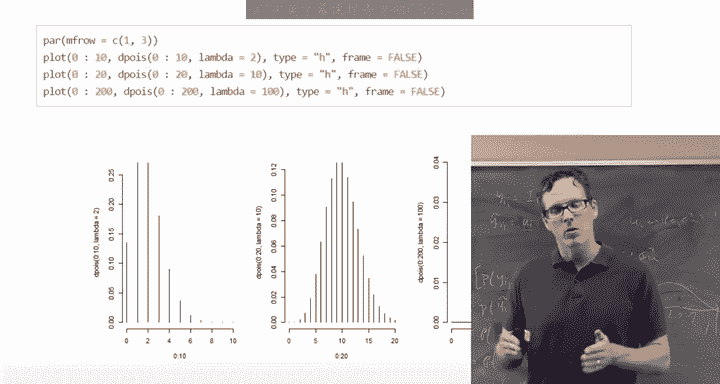 par(mfrow = c(1, 3))
plot(0 : 10, dpois(0 : 10, lambda = 2), type = "h", frame = FALSE)
plot(0 : 20, dpois(0 : 20, lambda = 10), type = "h", frame = FALSE)
plot(0 : 200, dpois(0 : 200, lambda = 100), type = "h", frame = FALSE)
dpois(0:10, lambda = 2)
0.00 0.05 0.10 0.15 0.20 0.25
0 2 4 6 8 10
0:10
dpois(0:20, lambda = 10)
0.00 0.02 0.04 0.06 0.08 0.10 0.12
0 5 10 15 20
0:20
dpois(0:200, lambda = 100)
0.00 0.01 0.02 0.03 0.04
0